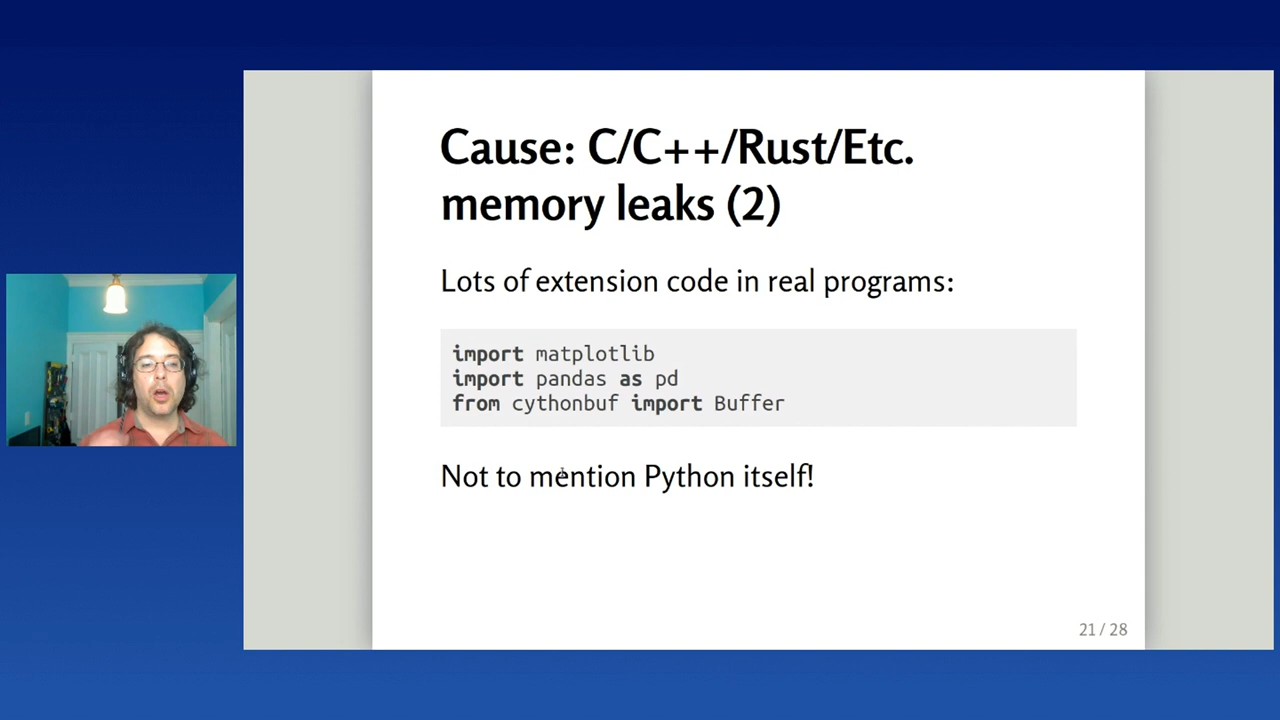 Cause: C/C++/Rust/Etc.
memory leaks (2)
Lots of extension code in real programs:
import matplotlib
import pandas as pd
from cythonbuf import Buffer
Not to mention Python itself!
21 / 28